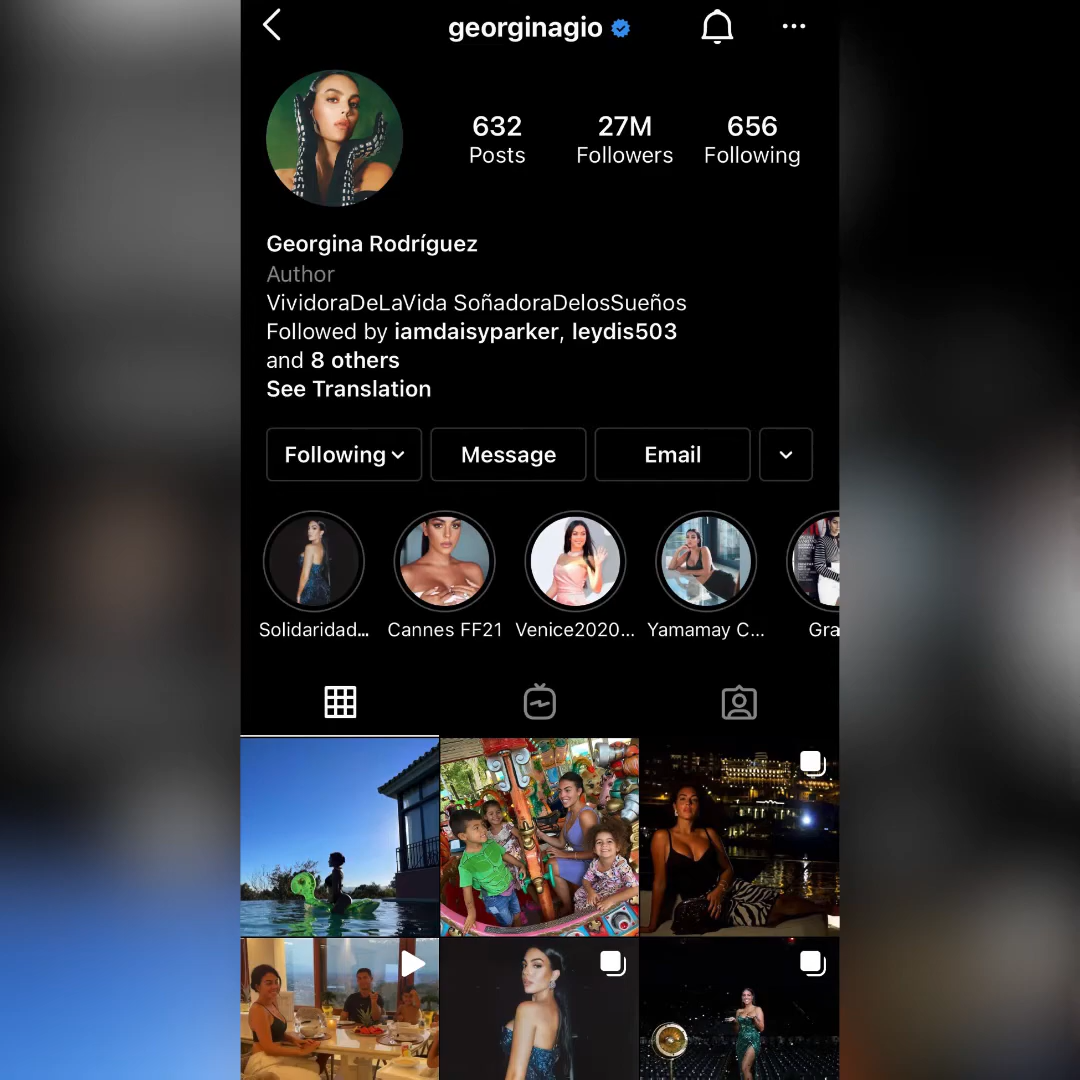 georginagio
632 27M 656
Posts Followers Following
Georgina Rodríguez
Author
VividoraDeLaVida SoñadoraDelosSueños
Followed by iamdaisyparker, leydis503
and 8 others
See Translation
Following Message Email
Solidaridad... Cannes FF21 Venice2020... Yamamay C... Gra